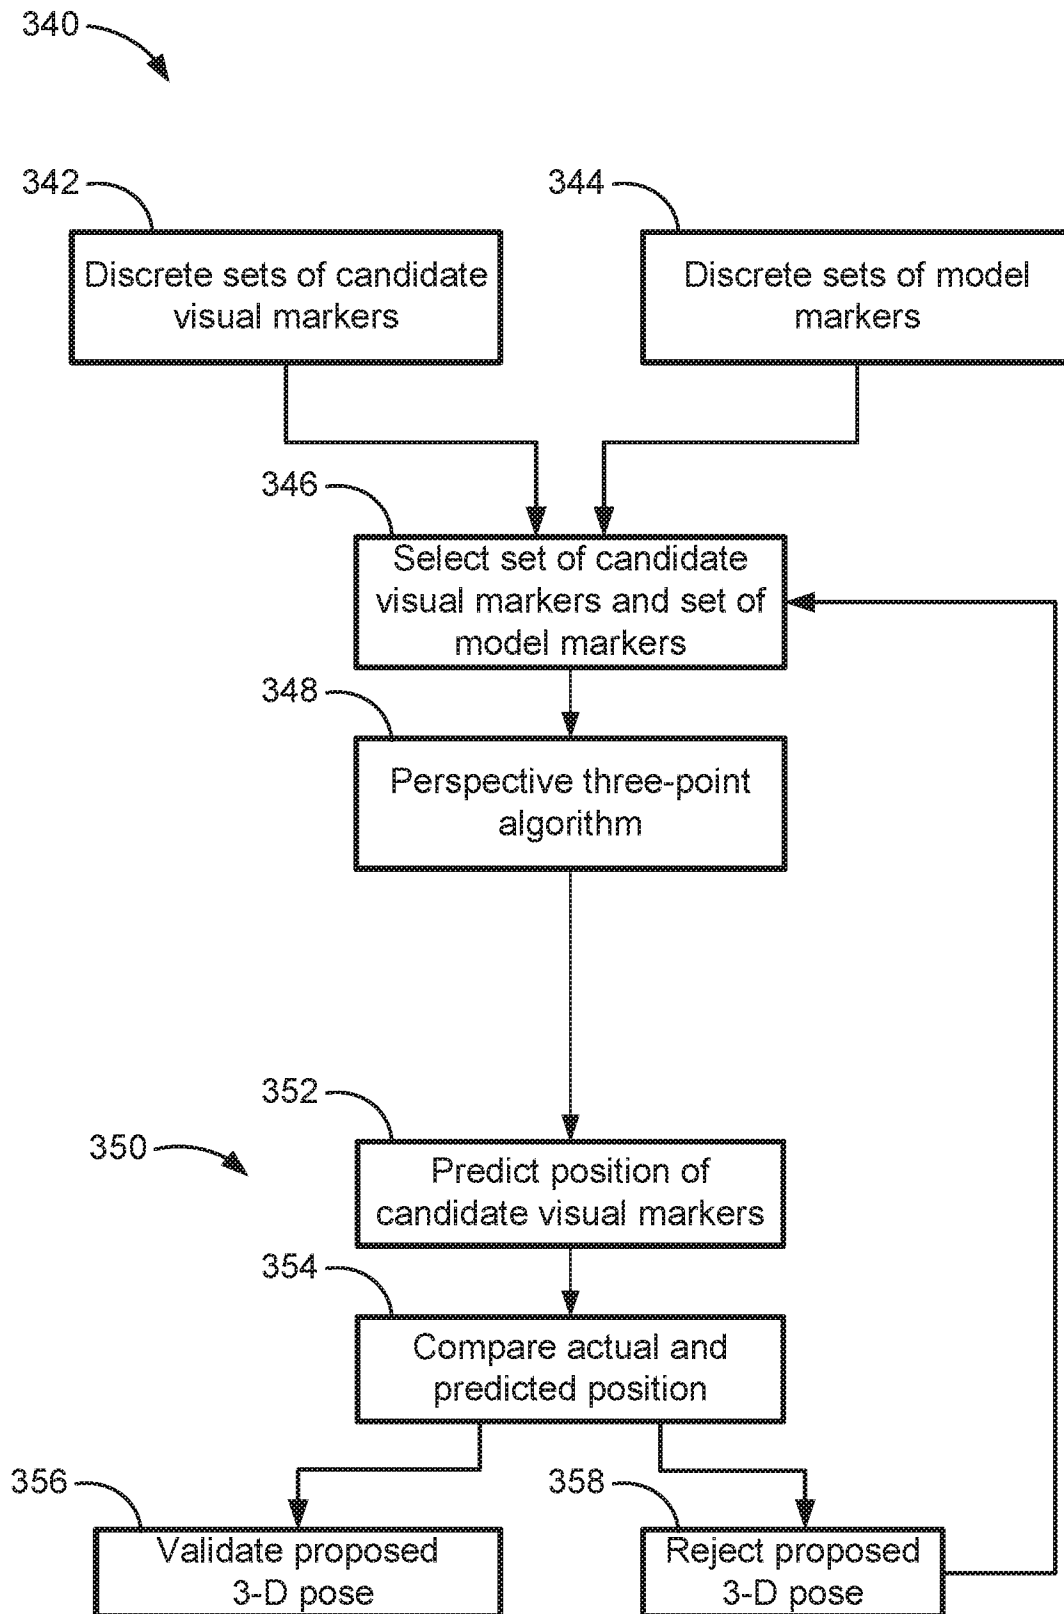 340
342
344
Discrete sets of candidate
visual markers
Discrete sets of model
markers
346
Select set of candidate
visual markers and set of
model markers
348
Perspective three-point
algorithm
352
350
Predict position of
candidate visual markers
354
Compare actual and
predicted position
356
358
Validate proposed
3-D pose
Reject proposed
3-D pose